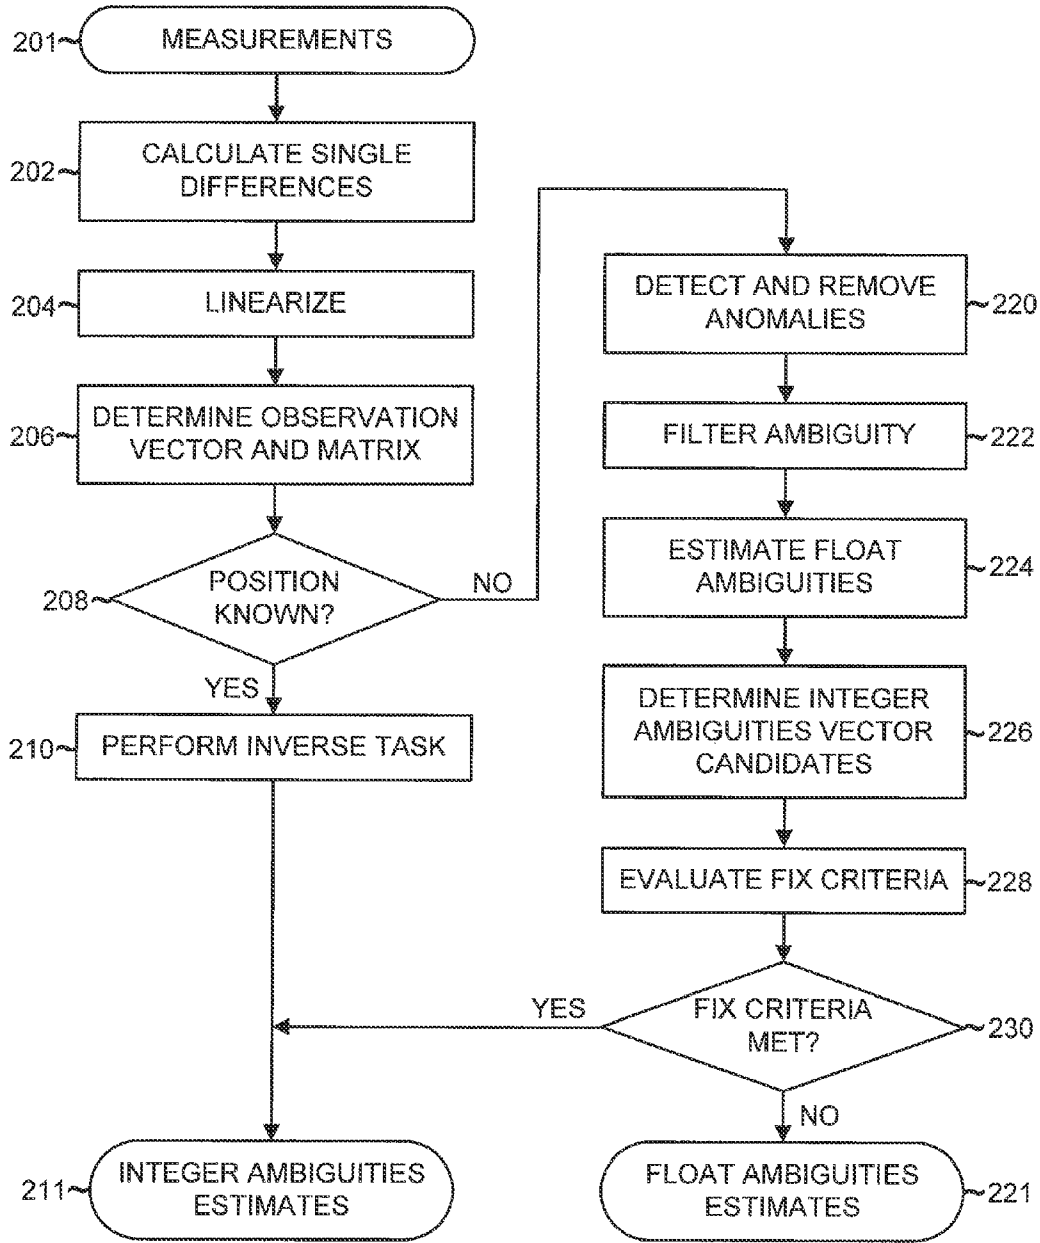 201
MEASUREMENTS
202
CALCULATE SINGLE
DIFFERENCES
204
LINEARIZE
206
DETERMINE OBSERVATION
VECTOR AND MATRIX
208
POSITION
KNOWN?
NO
YES
210
PERFORM INVERSE TASK
DETECT AND REMOVE
ANOMALIES
220
FILTER AMBIGUITY
222
ESTIMATE FLOAT
AMBIGUITIES
224
DETERMINE INTEGER
AMBIGUITIES VECTOR
CANDIDATES
226
EVALUATE FIX CRITERIA
228
YES
FIX CRITERIA
MET?
230
NO
211
INTEGER AMBIGUITIES
ESTIMATES
FLOAT AMBIGUITIES
ESTIMATES
221